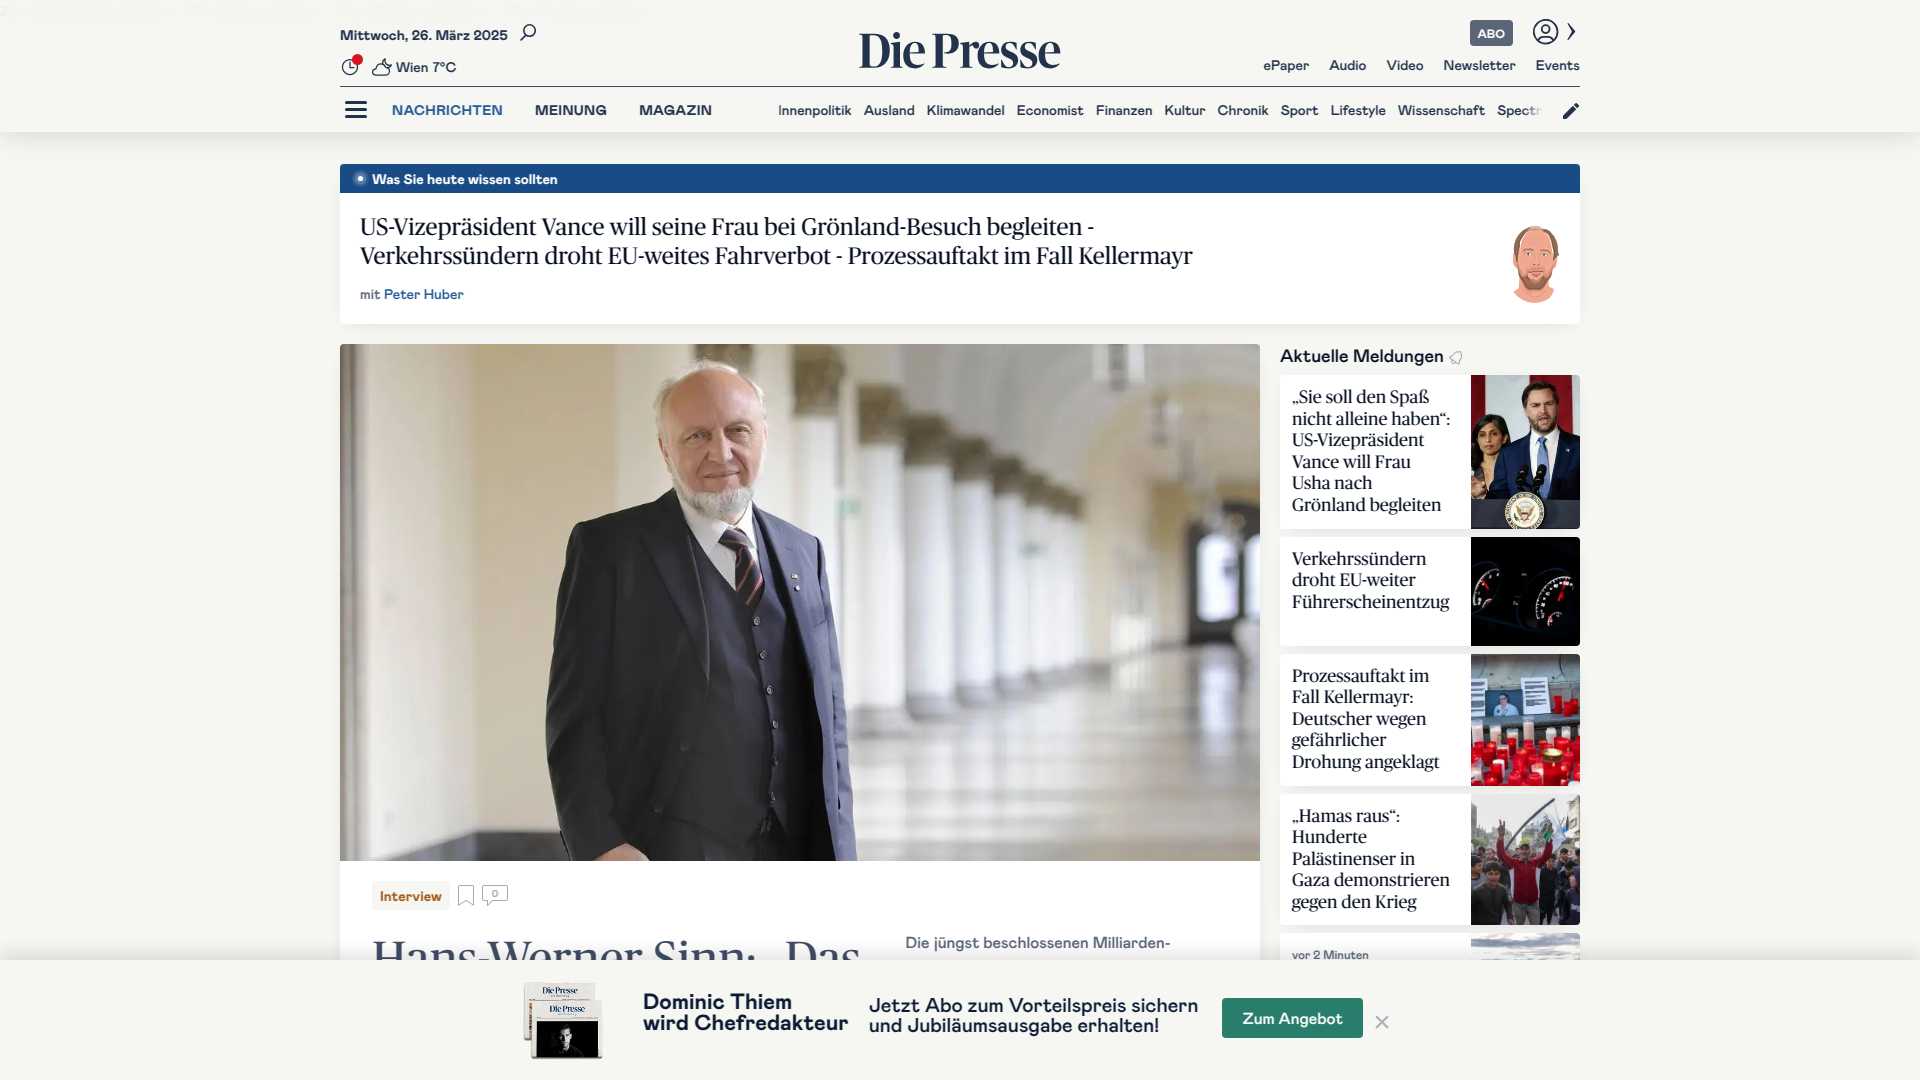 Mittwoch, 26. März 2025
Wien 7°C
Die Presse
ABO
ePaper Audio Video Newsletter Events
NACHRICHTEN MEINUNG MAGAZIN
Innenpolitik Ausland Klimawandel Economist Finanzen Kultur Chronik Sport Lifestyle Wissenschaft Spectr
Was Sie heute wissen sollten
US-Vizepräsident Vance will seine Frau bei Grönland-Besuch begleiten -
Verkehrssündern droht EU-weites Fahrverbot - Prozessauftakt im Fall Kellermayr
mit Peter Huber
Interview
0
Hans-Werner Sinn: „Das
Die jüngst beschlossenen Milliarden-
Aktuelle Meldungen
„Sie soll den Spaß
nicht alleine haben“:
US-Vizepräsident
Vance will Frau
Usha nach
Grönland begleiten
Verkehrssündern
droht EU-weiter
Führerscheinentzug
Prozessauftakt im
Fall Kellermayr:
Deutscher wegen
gefährlicher
Drohung angeklagt
„Hamas raus“:
Hunderte
Palästinenser in
Gaza demonstrieren
gegen den Krieg
vor 2 Minuten
Die Presse
Die Presse
Dominic Thiem
wird Chefredakteur
Jetzt Abo zum Vorteilspreis sichern
und Jubiläumsausgabe erhalten!
Zum Angebot